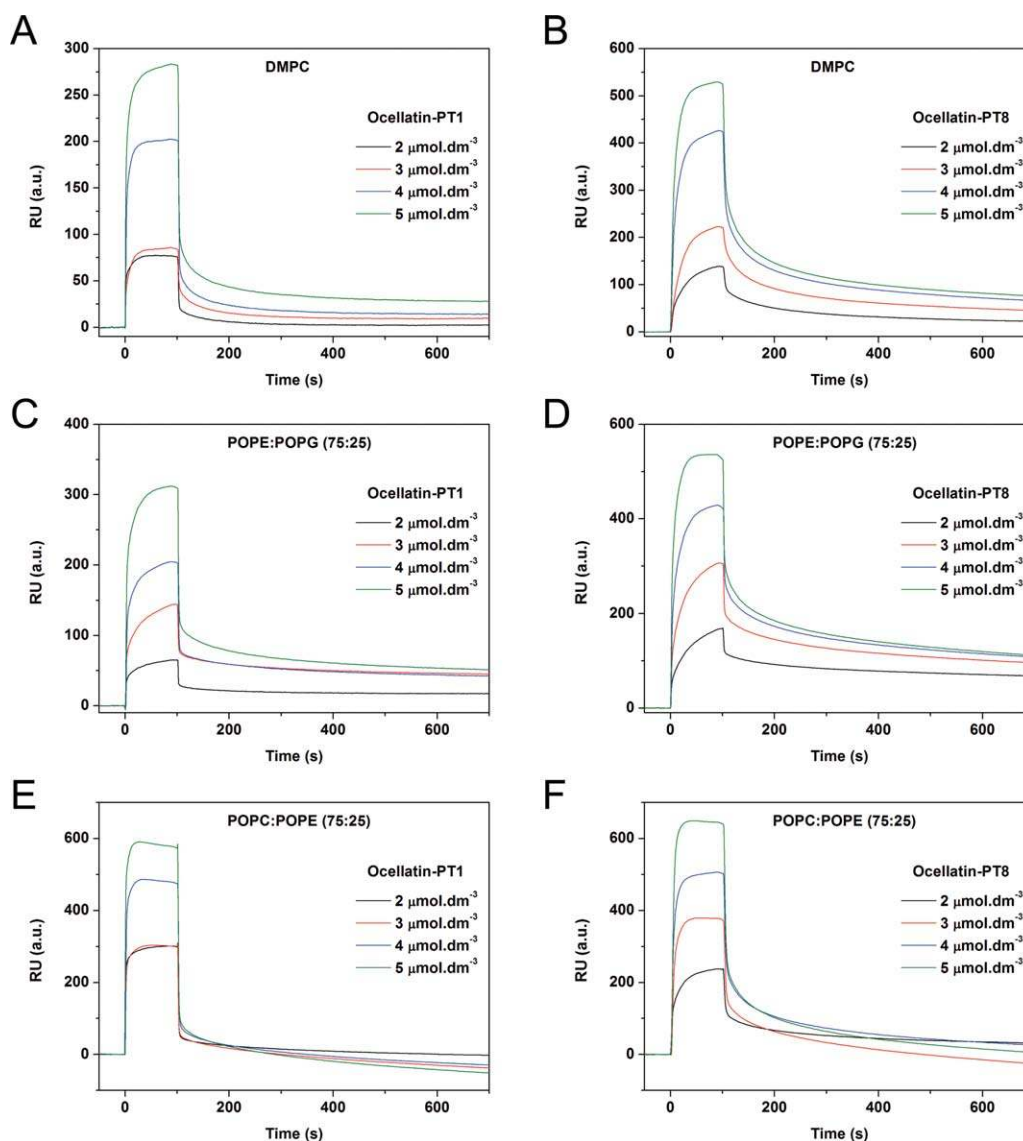 A
DMPC
Ocellatin-PT1
2 μmol.dm⁻³
3 μmol.dm⁻³
4 μmol.dm⁻³
5 μmol.dm⁻³
RU (a.u.)
300
250
200
150
100
50
0
0 200 400 600
Time (s)
B
DMPC
Ocellatin-PT8
2 μmol.dm⁻³
3 μmol.dm⁻³
4 μmol.dm⁻³
5 μmol.dm⁻³
RU (a.u.)
600
500
400
300
200
100
0
0 200 400 600
Time (s)
C
POPE:POPG (75:25)
Ocellatin-PT1
2 μmol.dm⁻³
3 μmol.dm⁻³
4 μmol.dm⁻³
5 μmol.dm⁻³
RU (a.u.)
400
300
200
100
0
0 200 400 600
Time (s)
D
POPE:POPG (75:25)
Ocellatin-PT8
2 μmol.dm⁻³
3 μmol.dm⁻³
4 μmol.dm⁻³
5 μmol.dm⁻³
RU (a.u.)
600
400
200
0
0 200 400 600
Time (s)
E
POPC:POPE (75:25)
Ocellatin-PT1
2 μmol.dm⁻³
3 μmol.dm⁻³
4 μmol.dm⁻³
5 μmol.dm⁻³
RU (a.u.)
600
400
200
0
0 200 400 600
Time (s)
F
POPC:POPE (75:25)
Ocellatin-PT8
2 μmol.dm⁻³
3 μmol.dm⁻³
4 μmol.dm⁻³
5 μmol.dm⁻³
RU (a.u.)
600
400
200
0
0 200 400 600
Time (s)